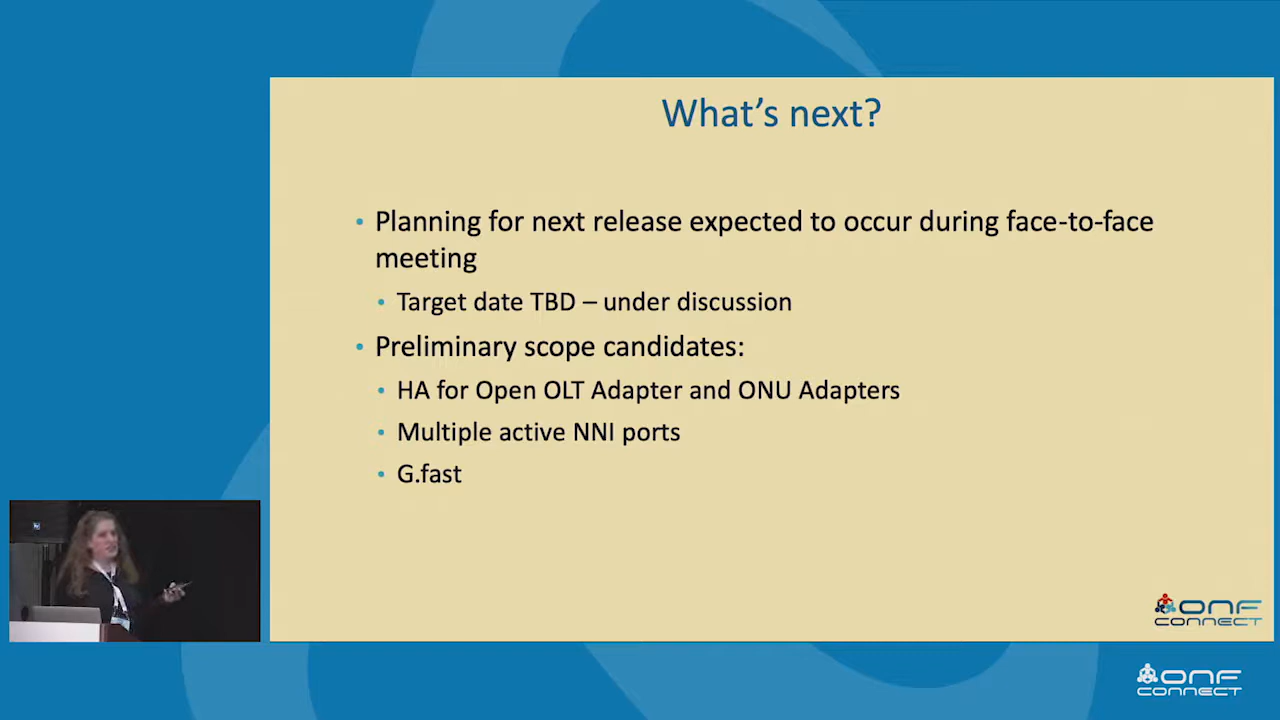 What's next?
Planning for next release expected to occur during face-to-face
meeting
Target date TBD – under discussion
Preliminary scope candidates:
HA for Open OLT Adapter and ONU Adapters
Multiple active NNI ports
G.fast
ONF
CONNECT
ONF
CONNECT